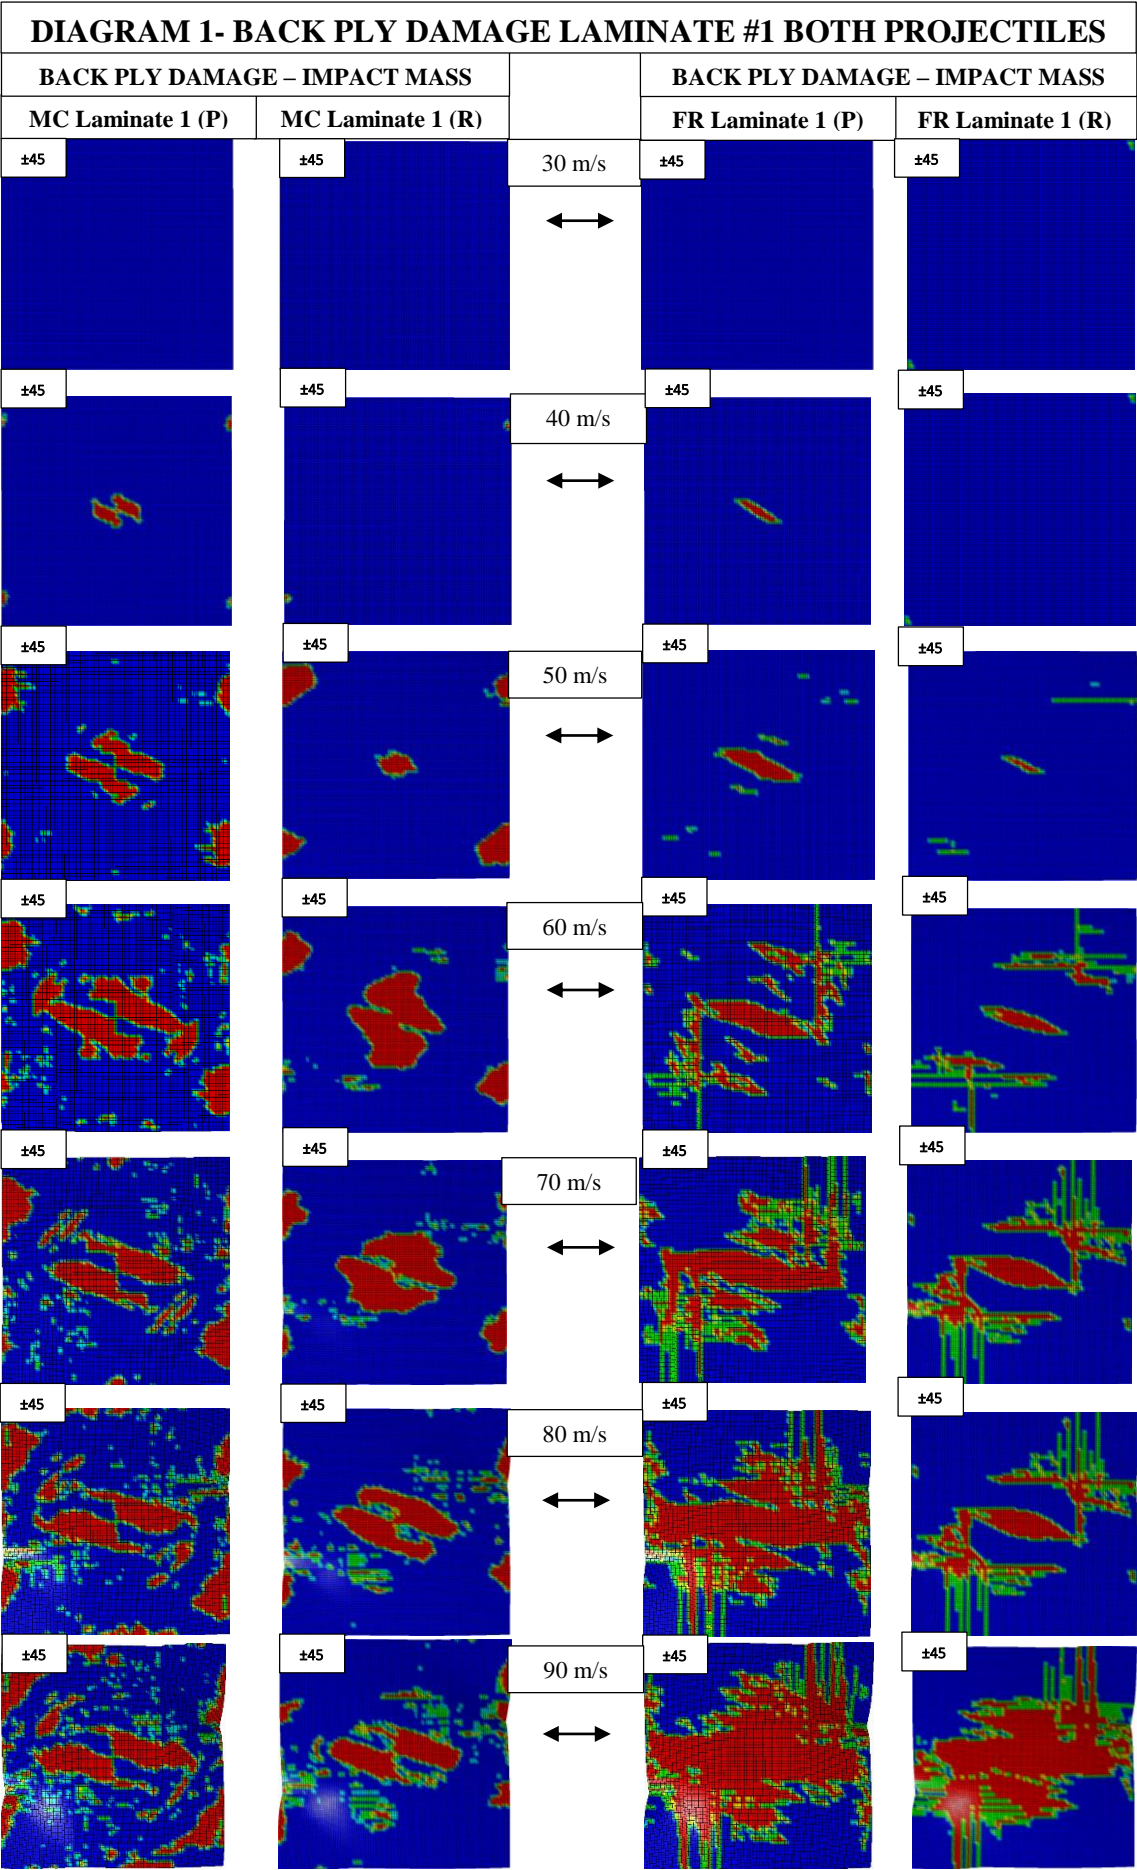 DIAGRAM 1- BACK PLY DAMAGE LAMINATE #1 BOTH PROJECTILES
BACK PLY DAMAGE – IMPACT MASS
BACK PLY DAMAGE – IMPACT MASS
MC Laminate 1 (P)
MC Laminate 1 (R)
FR Laminate 1 (P)
FR Laminate 1 (R)
±45
±45
30 m/s
±45
±45
±45
±45
40 m/s
±45
±45
±45
±45
50 m/s
±45
±45
±45
±45
60 m/s
±45
±45
±45
±45
70 m/s
±45
±45
±45
±45
80 m/s
±45
±45
±45
±45
90 m/s
±45
±45